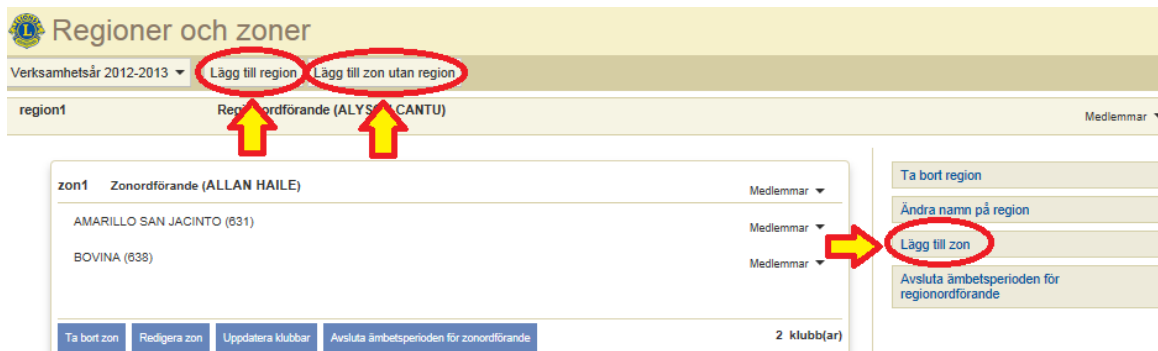 Regioner och zoner
Verksamhetsår 2012-2013 Lägg till region Lägg till zon utan region
region1 (ALYS CANTU) Medlemmar
zon1 Zonordförande (ALLAN HAILE) Medlemmar
AMARILLO SAN JACINTO (631) Medlemmar
BOVINA (638) Medlemmar
Ta bort zon Redigera zon Uppdatera klubbar Avsluta ämbetsperioden för zonordförande 2 klubb(ar)
Ta bort region
Ändra namn på region
Lägg till zon
Avsluta ämbetsperioden för
regionordförande